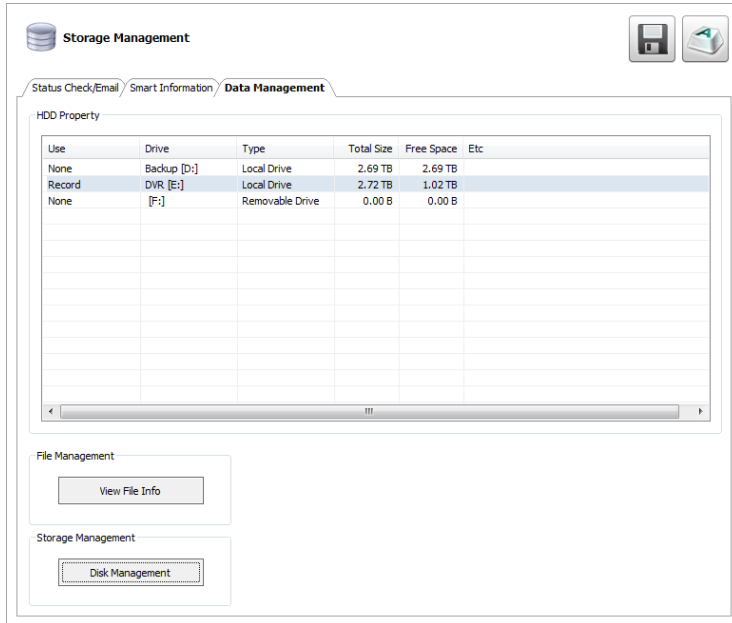 Storage Management
A
Status Check/Email Smart Information Data Management
HDD Property
Use Drive Type Total Size Free Space Etc
None Backup [D:] Local Drive 2.69 TB 2.69 TB
Record DVR [E:] Local Drive 2.72 TB 1.02 TB
None [F:] Removable Drive 0.00 B 0.00 B
File Management
View File Info
Storage Management
Disk Management